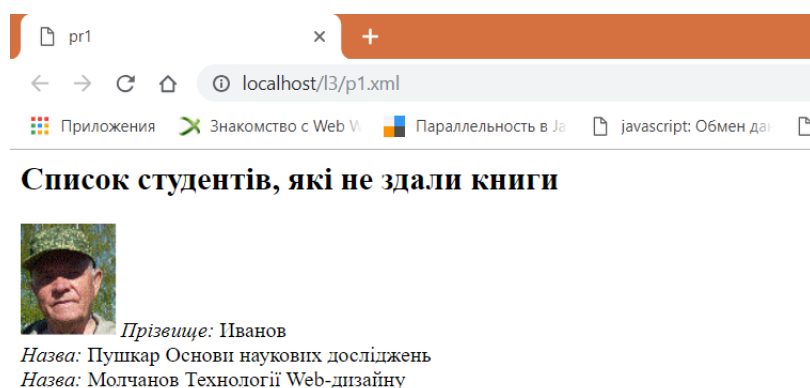 pr1
localhost/l3/p1.xml
Приложения Знакомство с Web W Параллельность в Ja javascript: Обмен дан
Список студентів, які не здали книги
Прізвище: Иванов
Назва: Пушкар Основи наукових досліджень
Назва: Молчанов Технології Web-дизайну